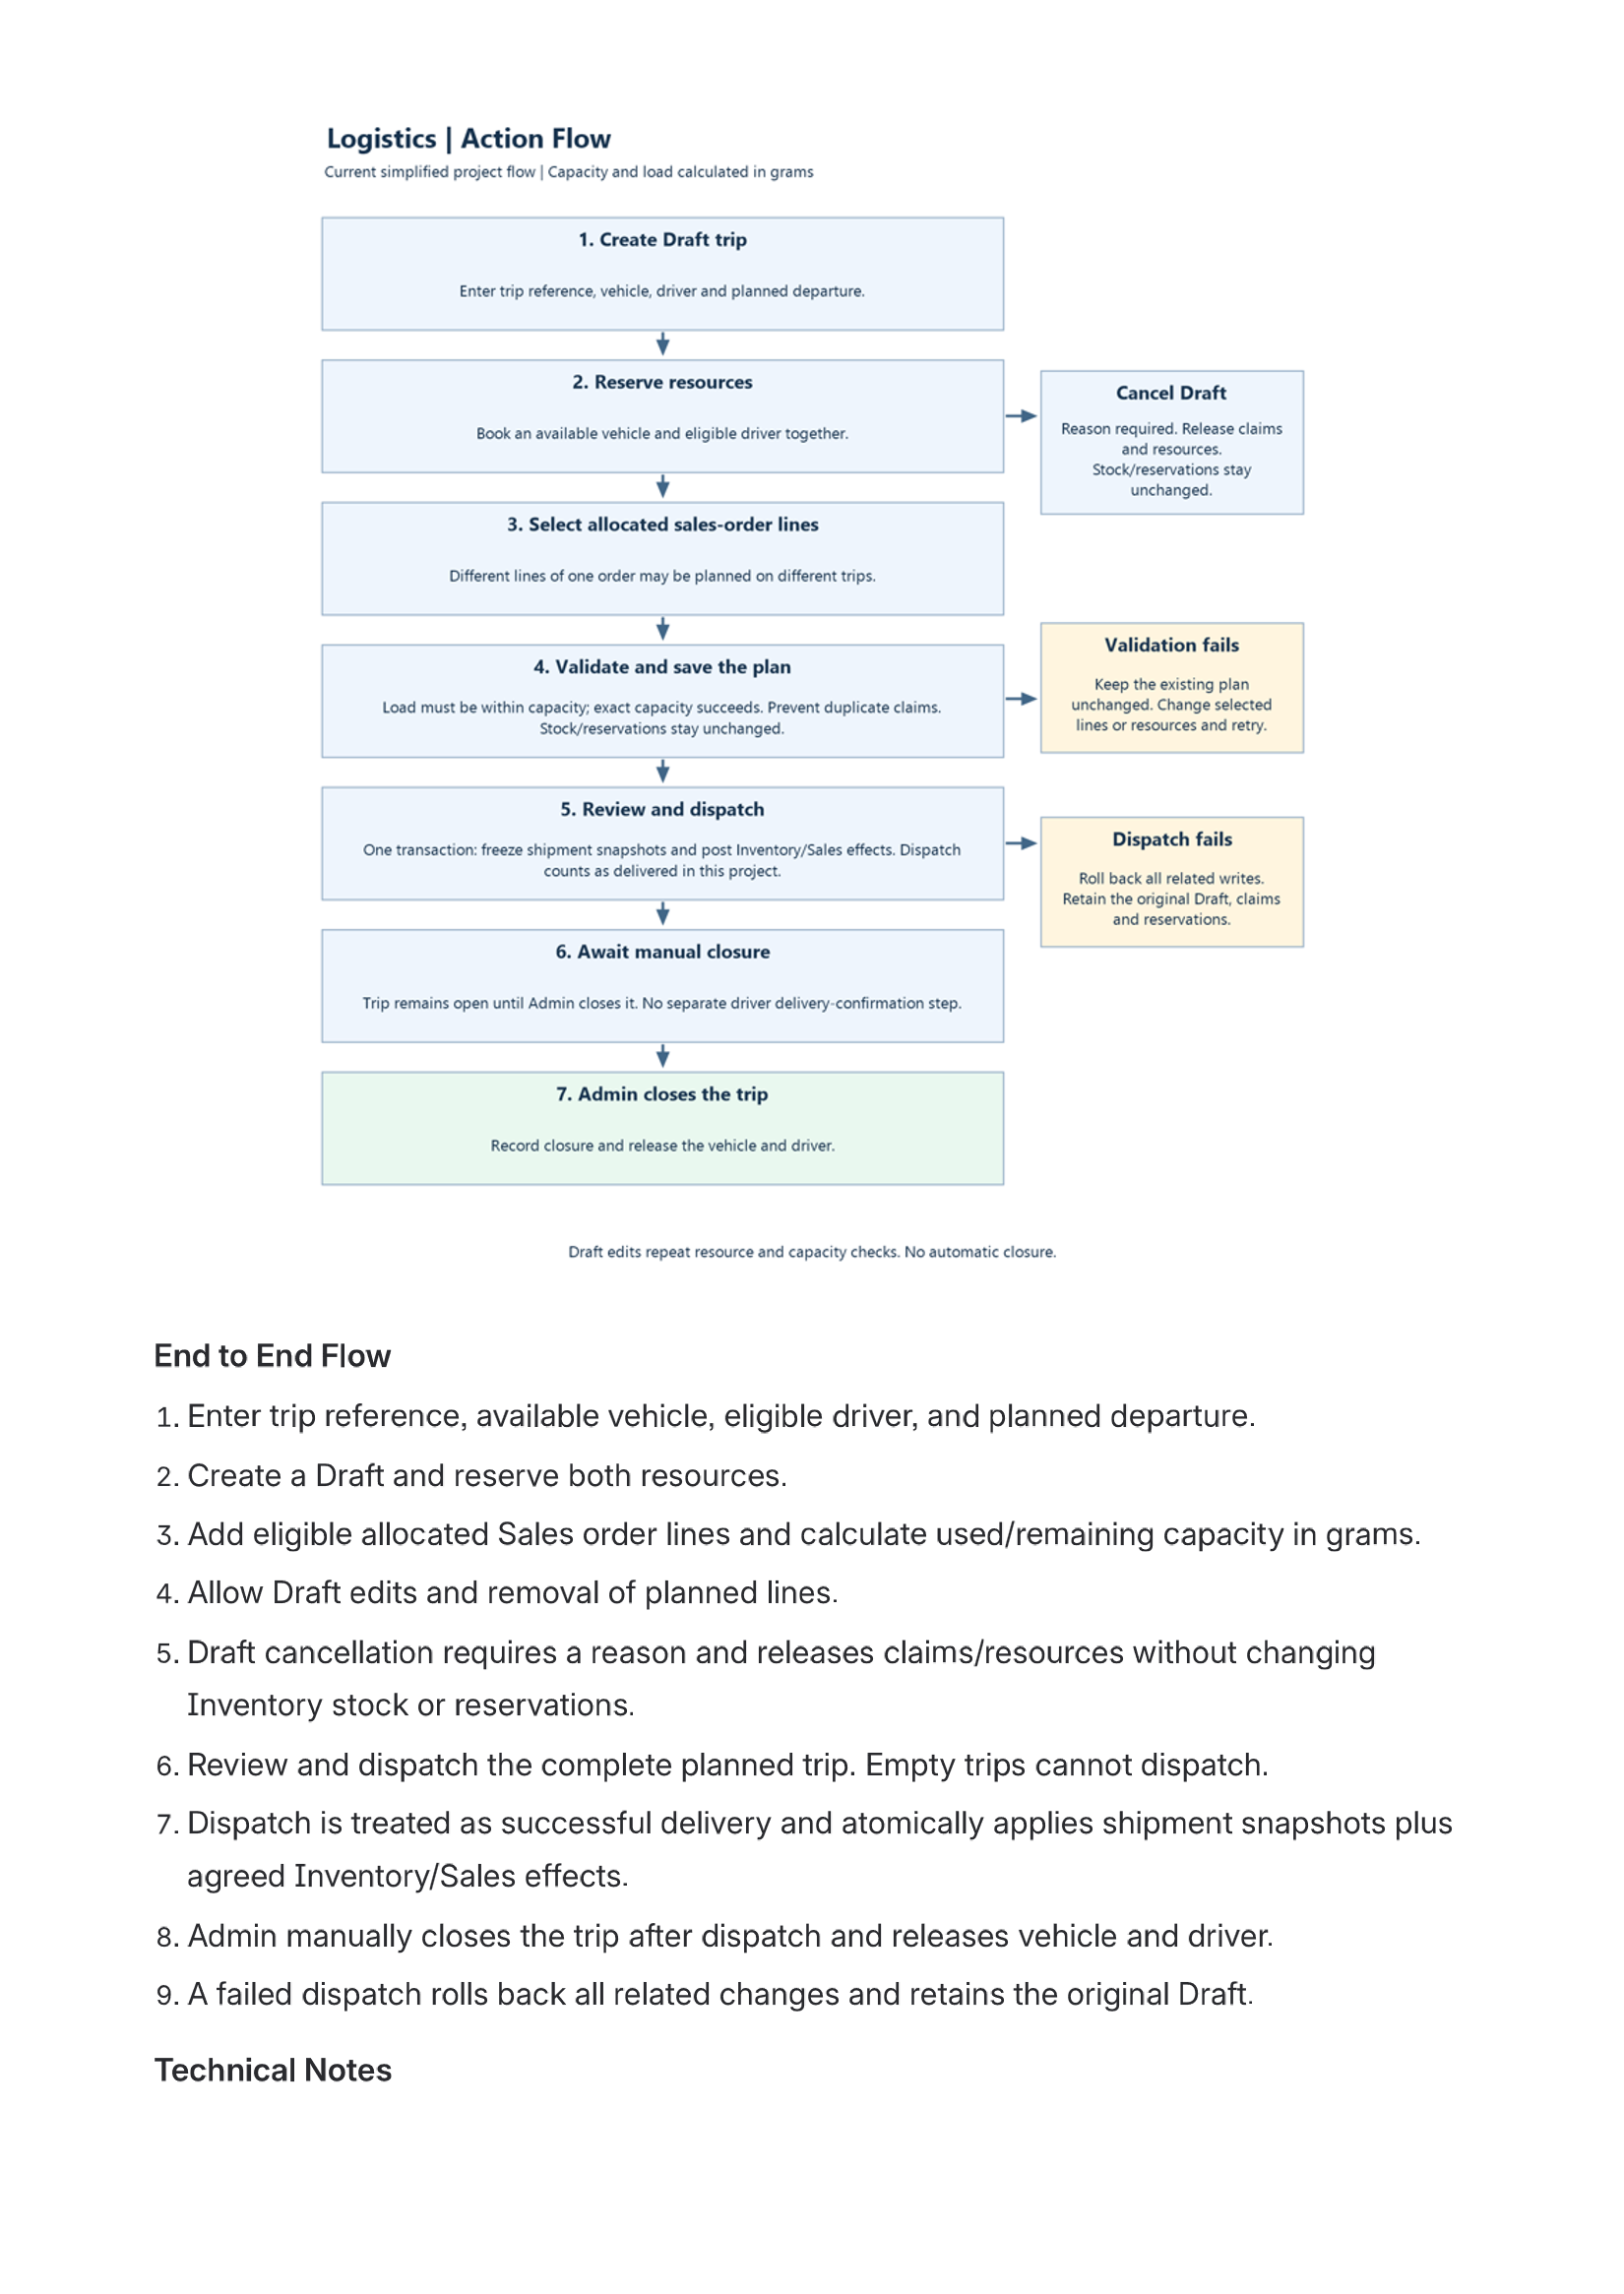 Logistics | Action Flow
Current simplified project flow | Capacity and load calculated in grams
1. Create Draft trip
Enter trip reference, vehicle, driver and planned departure.
2. Reserve resources
Book an available vehicle and eligible driver together.
Cancel Draft
Reason required. Release claims
and resources.
Stock/reservations stay
unchanged.
3. Select allocated sales-order lines
Different lines of one order may be planned on different trips.
4. Validate and save the plan
Load must be within capacity; exact capacity succeeds. Prevent duplicate claims.
Stock/reservations stay unchanged.
Validation fails
Keep the existing plan
unchanged. Change selected
lines or resources and retry.
5. Review and dispatch
One transaction: freeze shipment snapshots and post Inventory/Sales effects. Dispatch
counts as delivered in this project.
Dispatch fails
Roll back all related writes.
Retain the original Draft, claims
and reservations.
6. Await manual closure
Trip remains open until Admin closes it. No separate driver delivery-confirmation step.
7. Admin closes the trip
Record closure and release the vehicle and driver.
Draft edits repeat resource and capacity checks. No automatic closure.
End to End Flow
1. Enter trip reference, available vehicle, eligible driver, and planned departure.
2. Create a Draft and reserve both resources.
3. Add eligible allocated Sales order lines and calculate used/remaining capacity in grams.
4. Allow Draft edits and removal of planned lines.
5. Draft cancellation requires a reason and releases claims/resources without changing
Inventory stock or reservations.
6. Review and dispatch the complete planned trip. Empty trips cannot dispatch.
7. Dispatch is treated as successful delivery and atomically applies shipment snapshots plus
agreed Inventory/Sales effects.
8. Admin manually closes the trip after dispatch and releases vehicle and driver.
9. A failed dispatch rolls back all related changes and retains the original Draft.
Technical Notes